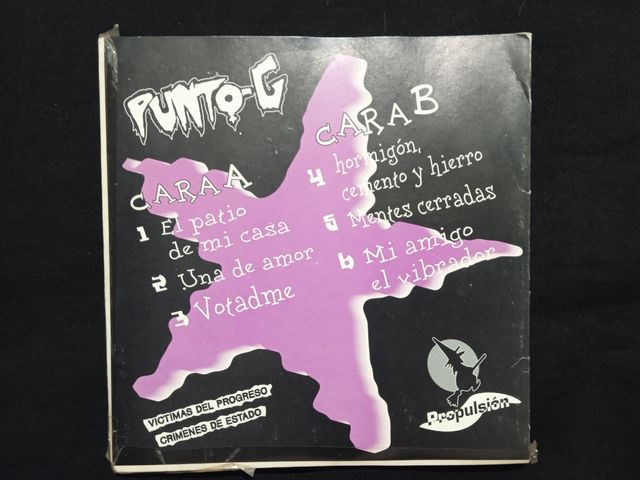 PUNTO-G
CARA A
1 El patio
de mi casa
2 Una de amor
3 Votadme
CARA B
4 hormigón,
cemento y hierro
5 Mentes cerradas
6 Mi amigo
el vibrador
VÍCTIMAS DEL PROGRESO
CRIMENES DE ESTADO
Propulsión